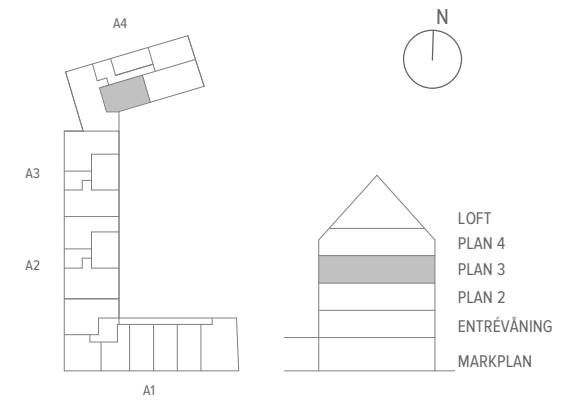 A4
N
A3
A2
A1
LOFT
PLAN 4
PLAN 3
PLAN 2
ENTRÉVÅNING
MARKPLAN